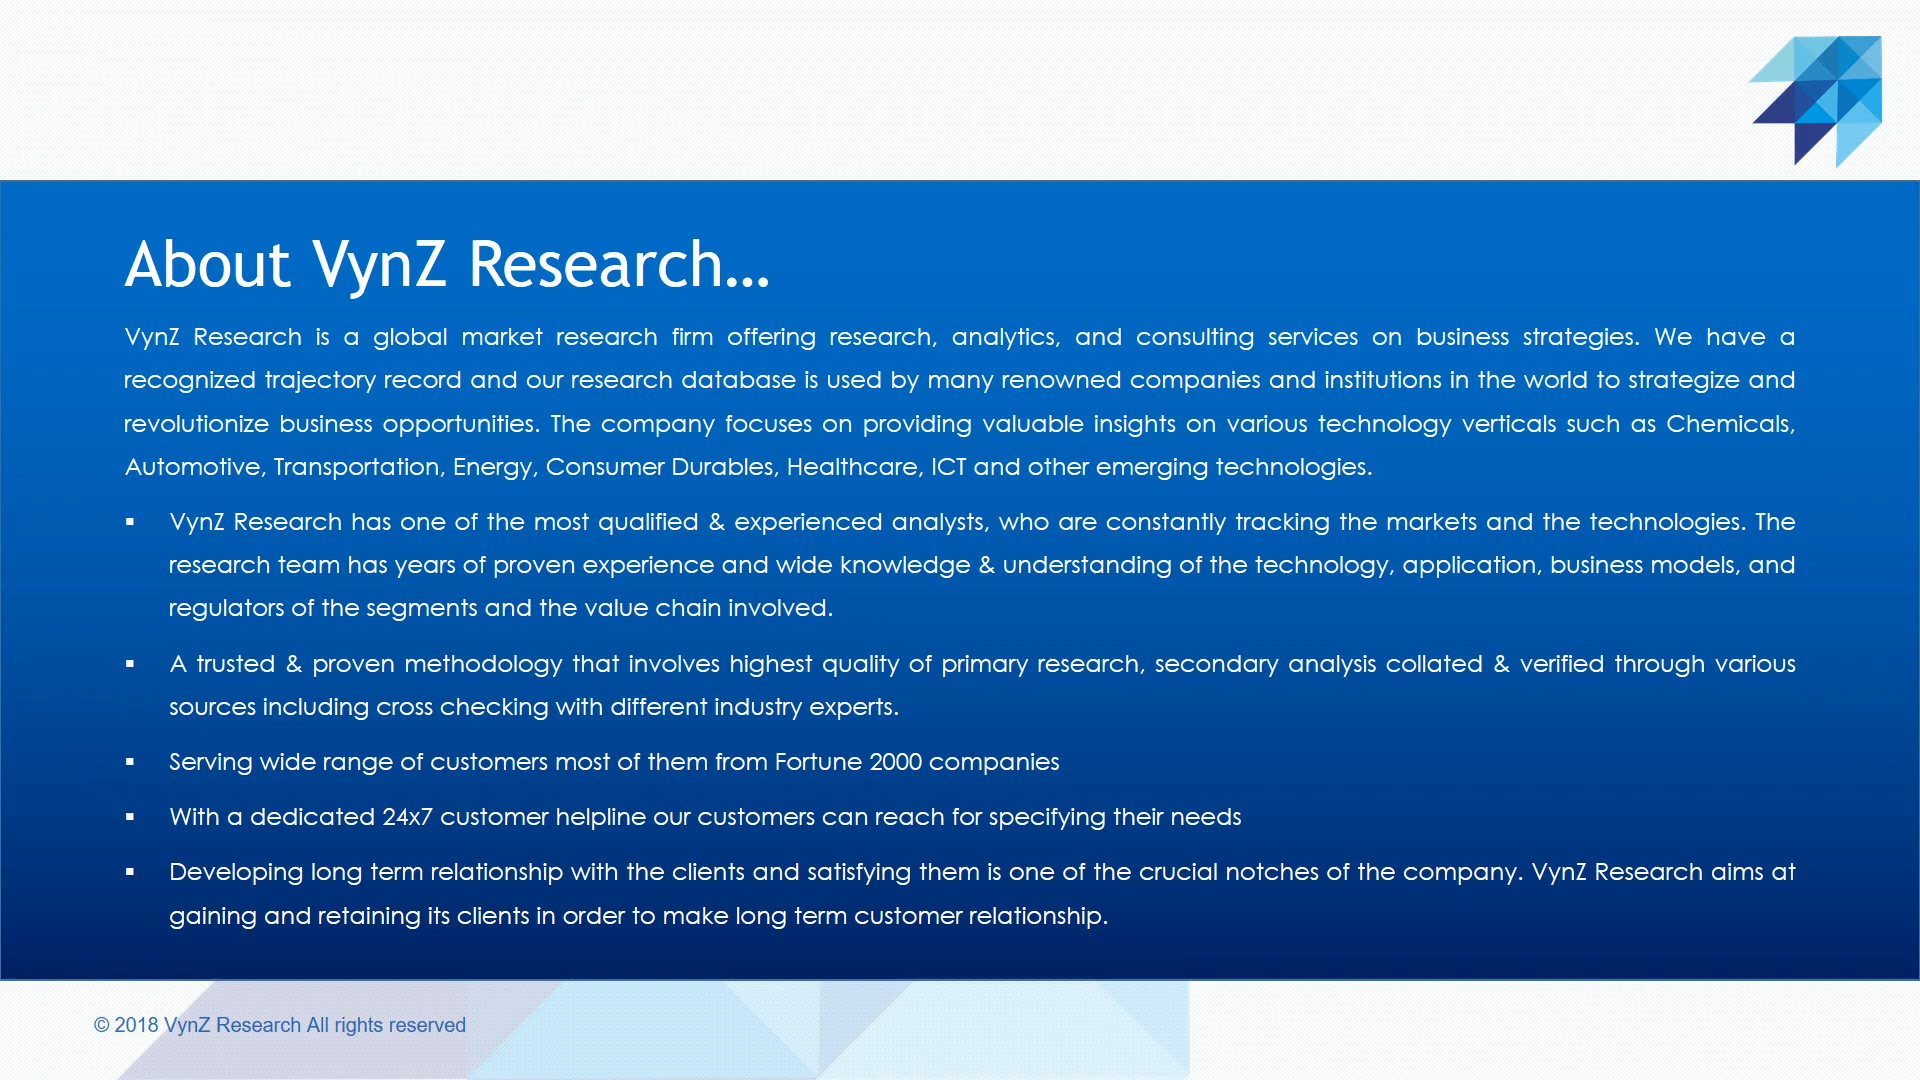 About VynZ Research...
VynZ Research is a global market research firm offering research, analytics, and consulting services on business strategies. We have a
recognized trajectory record and our research database is used by many renowned companies and institutions in the world to strategize and
revolutionize business opportunities. The company focuses on providing valuable insights on various technology verticals such as Chemicals,
Automotive, Transportation, Energy, Consumer Durables, Healthcare, ICT and other emerging technologies.
▪ VynZ Research has one of the most qualified & experienced analysts, who are constantly tracking the markets and the technologies. The
research team has years of proven experience and wide knowledge & understanding of the technology, application, business models, and
regulators of the segments and the value chain involved.
▪ A trusted & proven methodology that involves highest quality of primary research, secondary analysis collated & verified through various
sources including cross checking with different industry experts.
▪ Serving wide range of customers most of them from Fortune 2000 companies
▪ With a dedicated 24x7 customer helpline our customers can reach for specifying their needs
▪ Developing long term relationship with the clients and satisfying them is one of the crucial notches of the company. VynZ Research aims at
gaining and retaining its clients in order to make long term customer relationship.
© 2018 VynZ Research All rights reserved